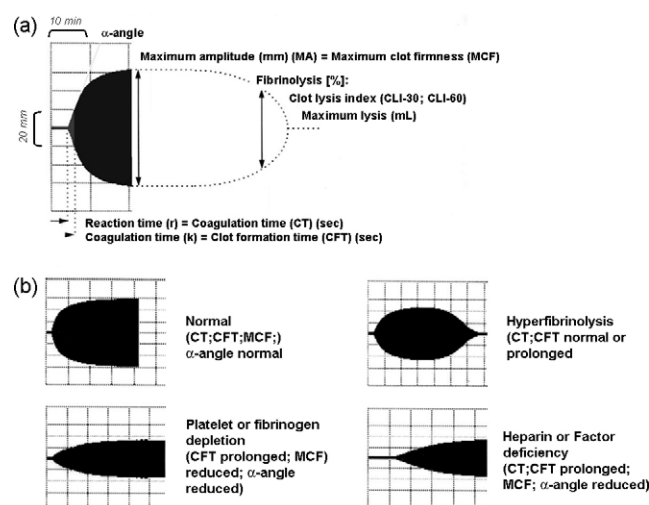 (a)
10 min
α-angle
Maximum amplitude (mm) (MA) = Maximum clot firmness (MCF)
Fibrinolysis [%]:
Clot lysis index (CLI-30; CLI-60)
Maximum lysis (mL)
20 mm
Reaction time (r) = Coagulation time (CT) (sec)
Coagulation time (k) = Clot formation time (CFT) (sec)
(b)
Normal
(CT;CFT;MCF;)
α-angle normal
Hyperfibrinolysis
(CT;CFT normal or
prolonged
Platelet or fibrinogen
depletion
(CFT prolonged; MCF)
reduced; α-angle
reduced)
Heparin or Factor
deficiency
(CT;CFT prolonged;
MCF; α-angle reduced)